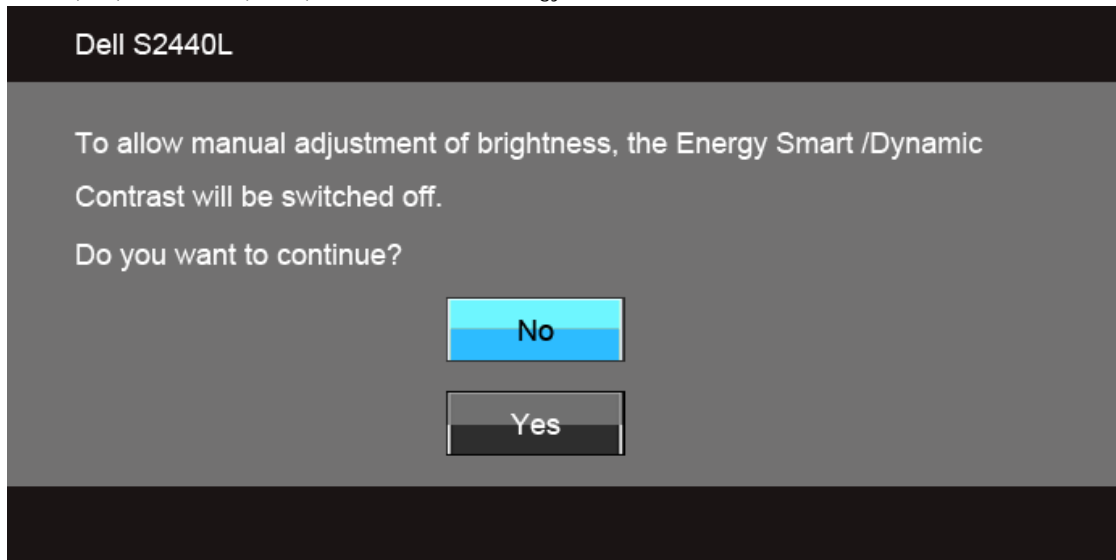 Dell S2440L
To allow manual adjustment of brightness, the Energy Smart /Dynamic
Contrast will be switched off.
Do you want to continue?
No
Yes